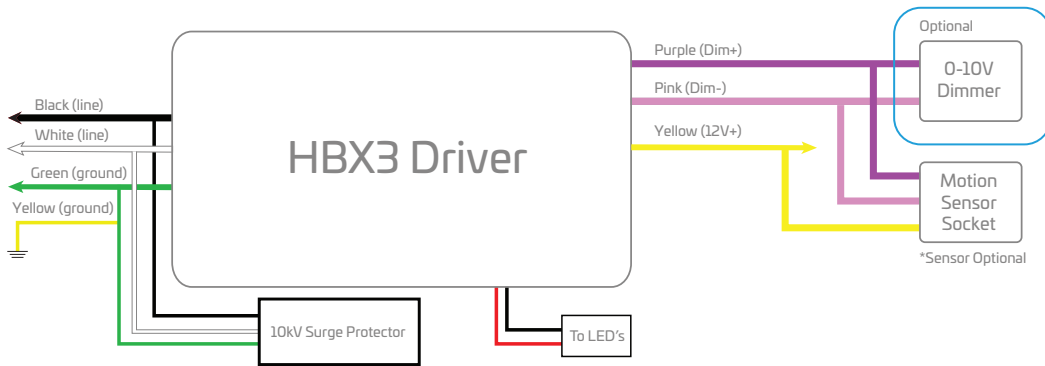 Optional
Purple (Dim+)
0-10V
Dimmer
Pink (Dim-)
Black (line)
White (line)
Yellow (12V+)
HBX3 Driver
Green (ground)
Motion
Sensor
Socket
Yellow (ground)
*Sensor Optional
10kV Surge Protector
To LED's